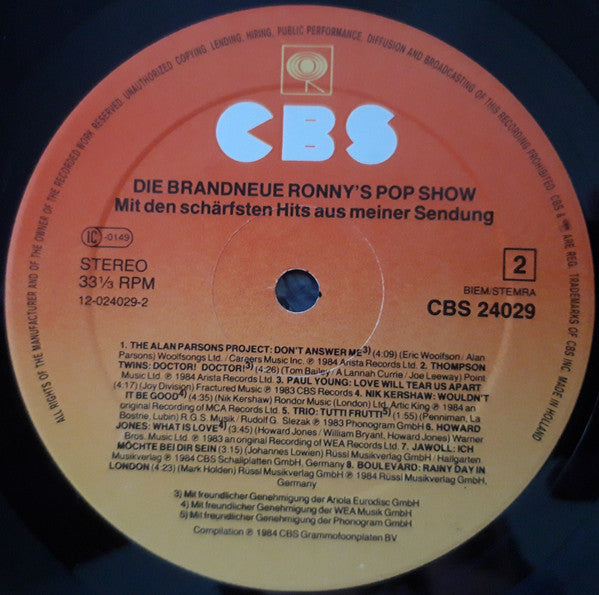 ALL RIGHTS OF THE MANUFACTURER AND OF THE OWNER OF THE RECORDED WORK RESERVED. UNAUTHORIZED COPYING, LENDING, HIRING, PUBLIC PERFORMANCE, DIFFUSION AND BROADCASTING OF THIS RECORDING PROHIBITED. CBS & ARE REG. TRADEMARKS OF CBS INC. MADE IN HOLLAND
CBS
DIE BRANDNEUE RONNY'S POP SHOW
Mit den schärfsten Hits aus meiner Sendung
IC -0149
STEREO
33⅓ RPM
12-024029-2
2
BIEM/STEMRA
CBS 24029
1. THE ALAN PARSONS PROJECT: DON'T ANSWER ME3) (4:09) (Eric Woolfson/Alan
Parsons) Woolfsongs Ltd./Careers Music Inc. ℗ 1984 Arista Records Ltd. 2. THOMPSON
TWINS: DOCTOR! DOCTOR!3) (4:26) (Tom Bailey/A Lannah Currie/Joe Leeway) Point
Music Ltd ℗ 1984 Arista Records Ltd. 3. PAUL YOUNG: LOVE WILL TEAR US APART
(4:17) (Joy Division) Fractured Music ℗ 1983 CBS Records 4. NIK KERSHAW: WOULDN'T
IT BE GOOD4) (4:35) (Nik Kershaw) Rondor Music (London) Ltd, Artic King ℗ 1984 an
original Recording of MCA Records Ltd. 5. TRIO: TUTTI FRUTTI5) (1:55) (Penniman, La
Bostrie, Lubin) R.G.S. Musik / Rudolf G. Slezak ℗ 1983 Phonogram GmbH 6. HOWARD
JONES: WHAT IS LOVE4) (3:45) (Howard Jones/William Bryant, Howard Jones) Warner
Bros. Music Ltd. ℗ 1983 an original Recording of WEA Records Ltd. 7. JAWOLL: ICH
MÖCHTE BEI DIR SEIN (3:15) (Johannes Lowien) Rüssl Musikverlag GmbH / Hallgarten
Musikverlag ℗ 1984 CBS Schallplatten GmbH, Germany 8. BOULEVARD: RAINY DAY IN
LONDON (4:23) (Mark Holden) Rüssl Musikverlag GmbH ℗ 1984 Rüssl Musikverlag GmbH,
Germany
3) Mit freundlicher Genehmigung der Ariola Eurodisc GmbH
4) Mit freundlicher Genehmigung der WEA Musik GmbH
5) Mit freundlicher Genehmigung der Phonogram GmbH
Compilation ℗ 1984 CBS Grammofoonplaten BV